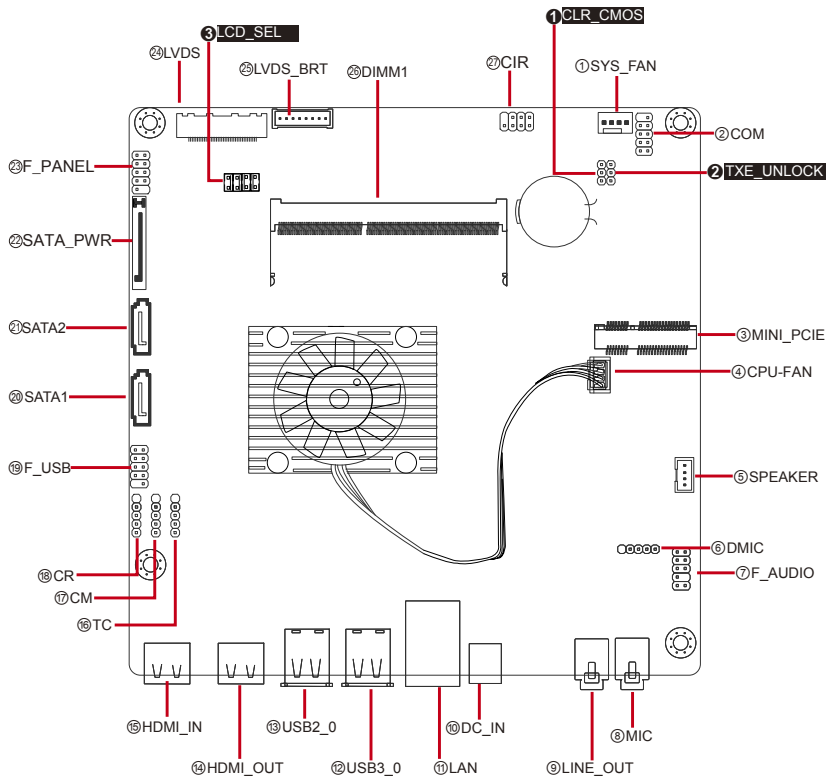 ❶CLR_CMOS
❸LCD_SEL
㉔LVDS
㉕LVDS_BRT
㉖DIMM1
㉗CIR
①SYS_FAN
②COM
㉓F_PANEL
❷TXE_UNLOCK
㉒SATA_PWR
㉑SATA2
③MINI_PCIE
④CPU-FAN
⑳SATA1
⑲F_USB
⑤SPEAKER
⑥DMIC
⑱CR
⑦F_AUDIO
⑰CM
⑯TC
⑮HDMI_IN
⑬USB2_0
⑩DC_IN
⑧MIC
⑭HDMI_OUT
⑫USB3_0
⑪LAN
⑨LINE_OUT